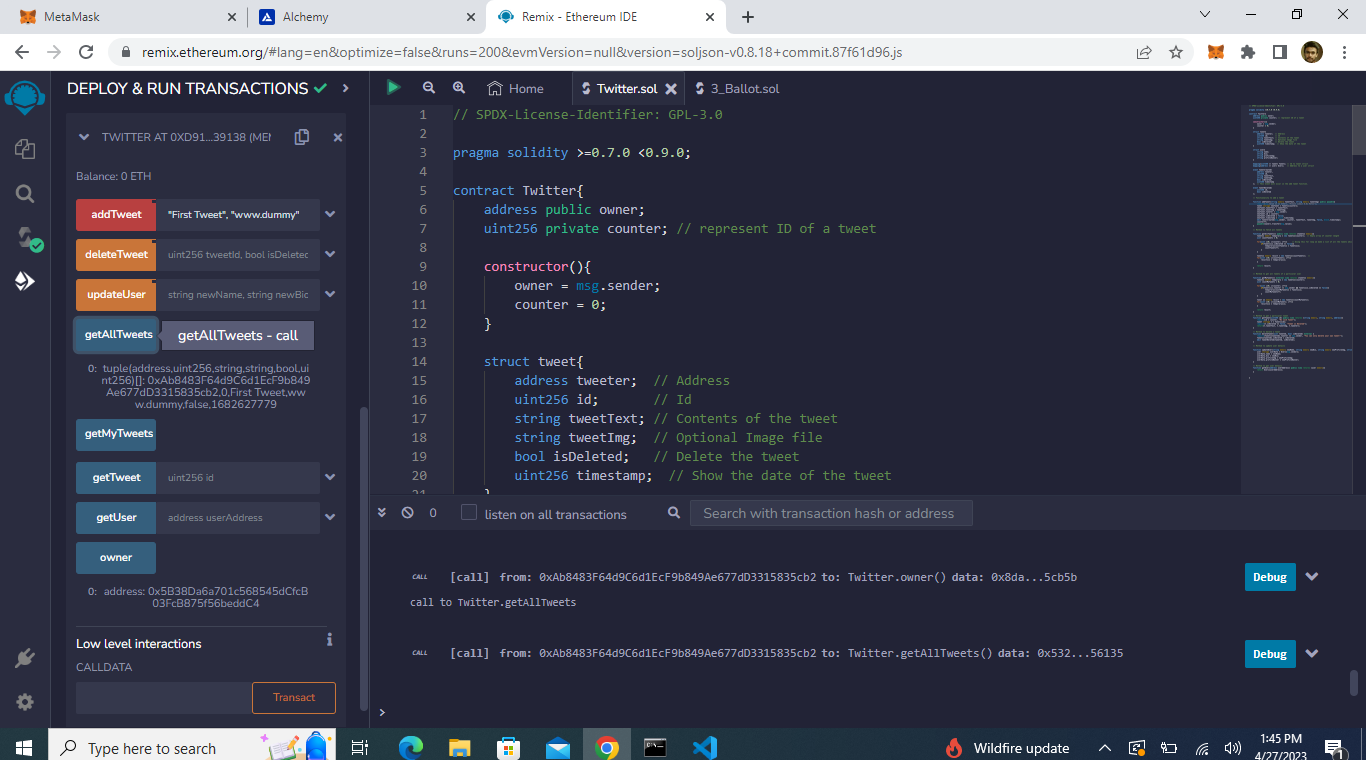 MetaMask
Alchemy
Remix - Ethereum IDE
remix.ethereum.org/#lang=en&optimize=false&runs=200&evmVersion=null&version=soljson-v0.8.18+commit.87f61d96.js
DEPLOY & RUN TRANSACTIONS
TWITTER AT 0XD91...39138 (MEM
Balance: 0 ETH
addTweet "First Tweet", "www.dummy"
deleteTweet uint256 tweetId, bool isDeleted
updateUser string newName, string newBio
getAllTweets getAllTweets - call
0: tuple(address,uint256,string,string,bool,ui
nt256)[]: 0xAb8483F64d9C6d1EcF9b849
Ae677dD3315835cb2,0,First Tweet,ww
w.dummy,false,1682627779
getMyTweets
getTweet uint256 id
getUser address userAddress
owner
0: address: 0x5B38Da6a701c568545dCfcB
03FcB875f56beddC4
Low level interactions
CALLDATA
Transact
Home
Twitter.sol
3_Ballot.sol
1 // SPDX-License-Identifier: GPL-3.0
2
3 pragma solidity >=0.7.0 <0.9.0;
4
5 contract Twitter{
6 address public owner;
7 uint256 private counter; // represent ID of a tweet
8
9 constructor(){
10 owner = msg.sender;
11 counter = 0;
12 }
13
14 struct tweet{
15 address tweeter; // Address
16 uint256 id; // Id
17 string tweetText; // Contents of the tweet
18 string tweetImg; // Optional Image file
19 bool isDeleted; // Delete the tweet
20 uint256 timestamp; // Show the date of the tweet
21 }
0 listen on all transactions Search with transaction hash or address
CALL [call] from: 0xAb8483F64d9C6d1EcF9b849Ae677dD3315835cb2 to: Twitter.owner() data: 0x8da...5cb5b Debug
call to Twitter.getAllTweets
CALL [call] from: 0xAb8483F64d9C6d1EcF9b849Ae677dD3315835cb2 to: Twitter.getAllTweets() data: 0x532...56135 Debug
>
Type here to search
Wildfire update
1:45 PM
4/27/2023
1